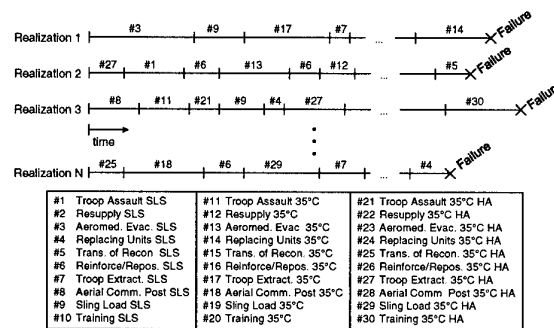 #3 #9 #17 #7 #14
Realization 1 ... Failure
#27 #1 #6 #13 #6 #12 #5
Realization 2 ... Failure
#8 #11 #21 #9 #4 #27 #30
Realization 3 ... Failure
time
#25 #18 #6 #29 #7 #4
Realization N ... Failure
#1 Troop Assault SLS
#2 Resupply SLS
#3 Aeromed. Evac. SLS
#4 Replacing Units SLS
#5 Trans. of Recon SLS
#6 Reinforce/Repos. SLS
#7 Troop Extract. SLS
#8 Aerial Comm. Post SLS
#9 Sling Load SLS
#10 Training SLS
#11 Troop Assault 35°C
#12 Resupply 35°C
#13 Aeromed. Evac 35°C
#14 Replacing Units 35°C
#15 Trans. of Recon. 35°C
#16 Reinforce/Repos. 35°C
#17 Troop Extract. 35°C
#18 Aerial Comm. Post 35°C
#19 Sling Load 35°C
#20 Training 35°C
#21 Troop Assault 35°C HA
#22 Resupply 35°C HA
#23 Aeromed. Evac 35°C HA
#24 Replacing Units 35°C HA
#25 Trans. of Recon. 35°C HA
#26 Reinforce/Repos. 35°C HA
#27 Troop Extract. 35°C HA
#28 Aerial Comm Post 35°C HA
#29 Sling Load 35°C HA
#30 Training 35°C HA